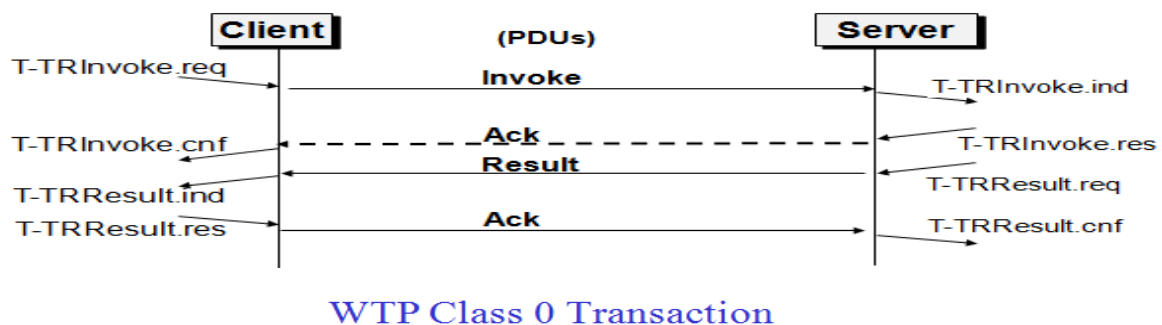 Client
(PDUs)
Server
T-TRInvoke.req
Invoke
T-TRInvoke.ind
Ack
T-TRInvoke.cnf
T-TRInvoke.res
Result
T-TRResult.ind
T-TRResult.req
T-TRResult.res
Ack
T-TRResult.cnf
WTP Class 0 Transaction